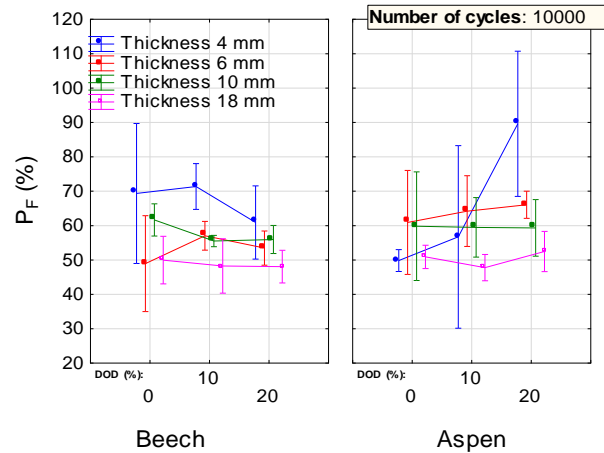 Number of cycles: 10000
P_F (%)
120
110
100
90
80
70
60
50
40
30
20
Thickness 4 mm
Thickness 6 mm
Thickness 10 mm
Thickness 18 mm
DOD (%):
0
10
20
Beech
DOD (%):
0
10
20
Aspen